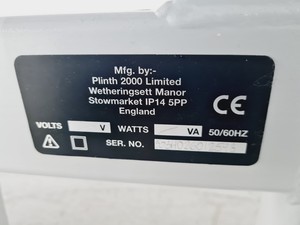 Mfg. by:-
Plinth 2000 Limited
Wetheringsett Manor
Stowmarket IP14 5PP
England
CE
VOLTS V WATTS VA 50/60HZ
SER. NO.